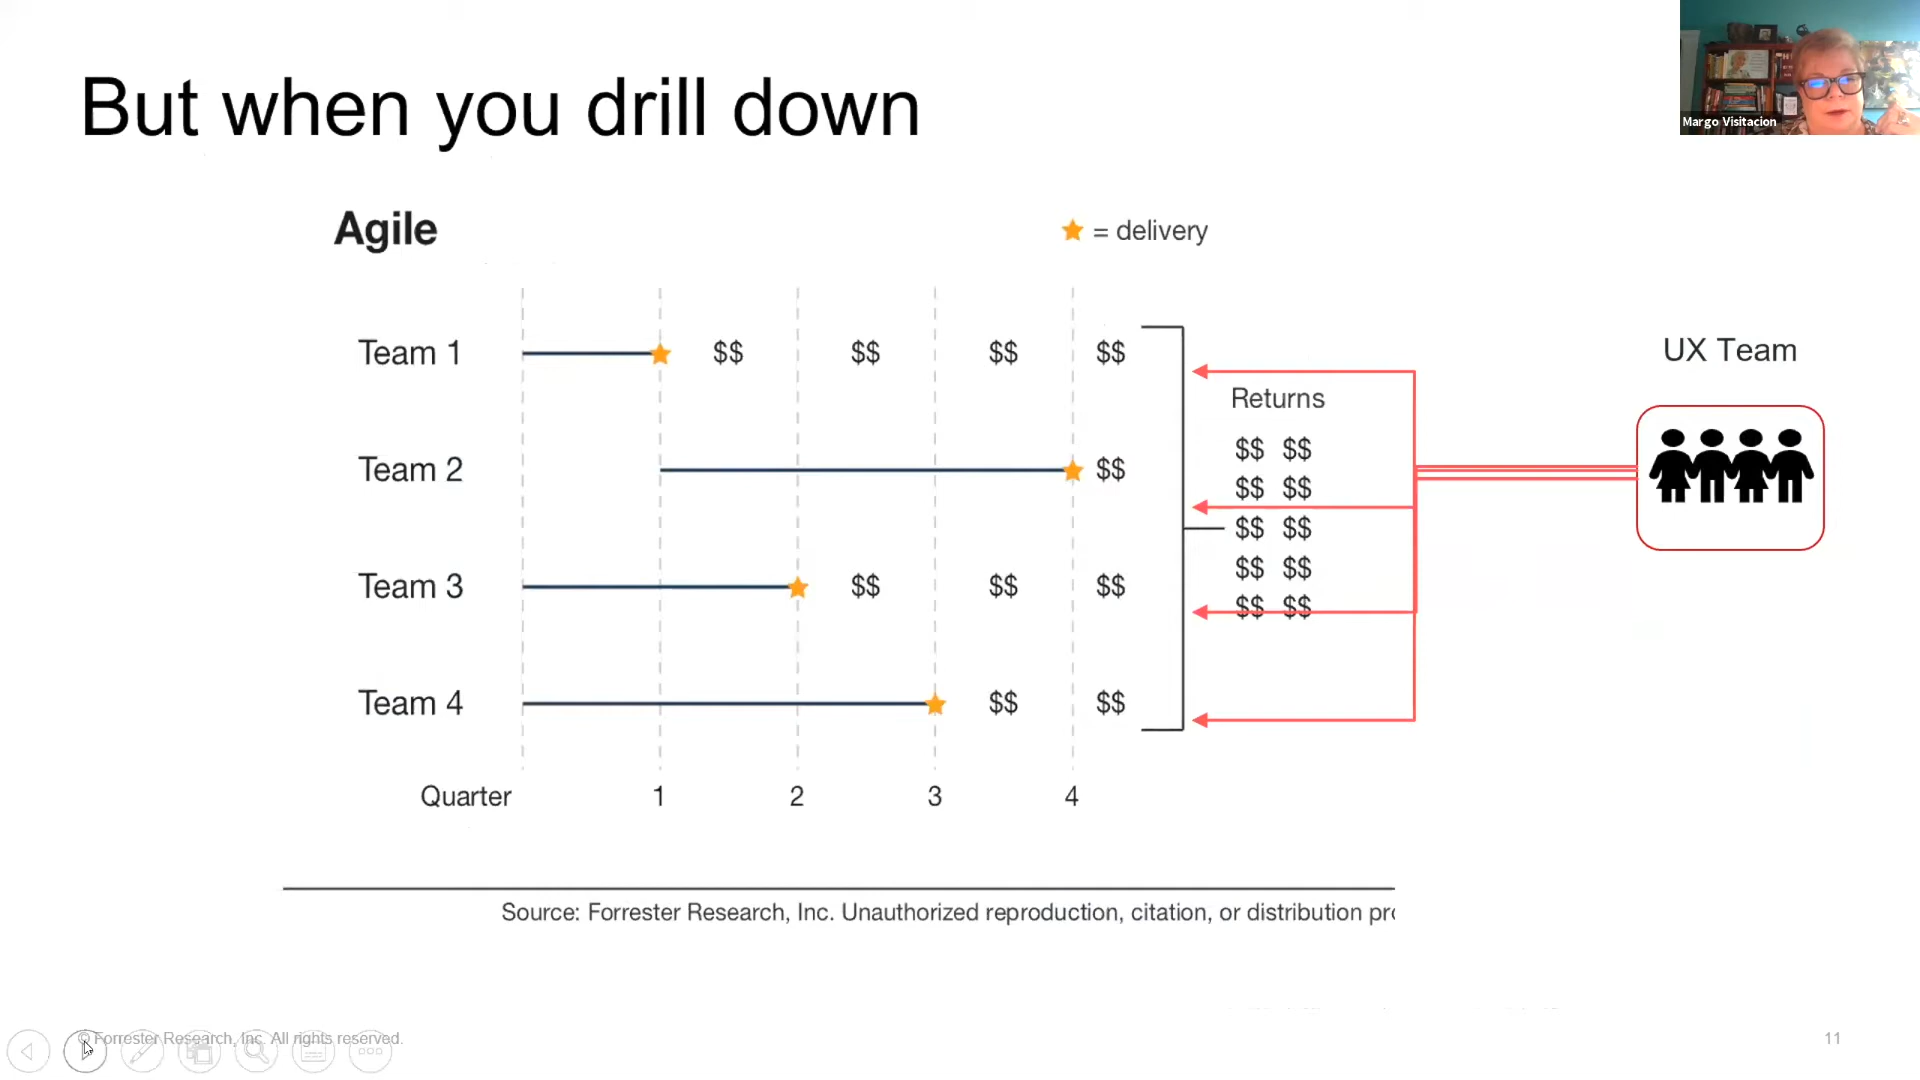 But when you drill down
Margo Visitacion
Agile
= delivery
Team 1 $$ $$ $$ $$
UX Team
Returns
$$ $$
Team 2 $$
$$ $$
$$ $$
$$ $$
Team 3 $$ $$ $$
$$ $$
Team 4 $$ $$
Quarter 1 2 3 4
Source: Forrester Research, Inc. Unauthorized reproduction, citation, or distribution
© Forrester Research, Inc. All rights reserved.
11